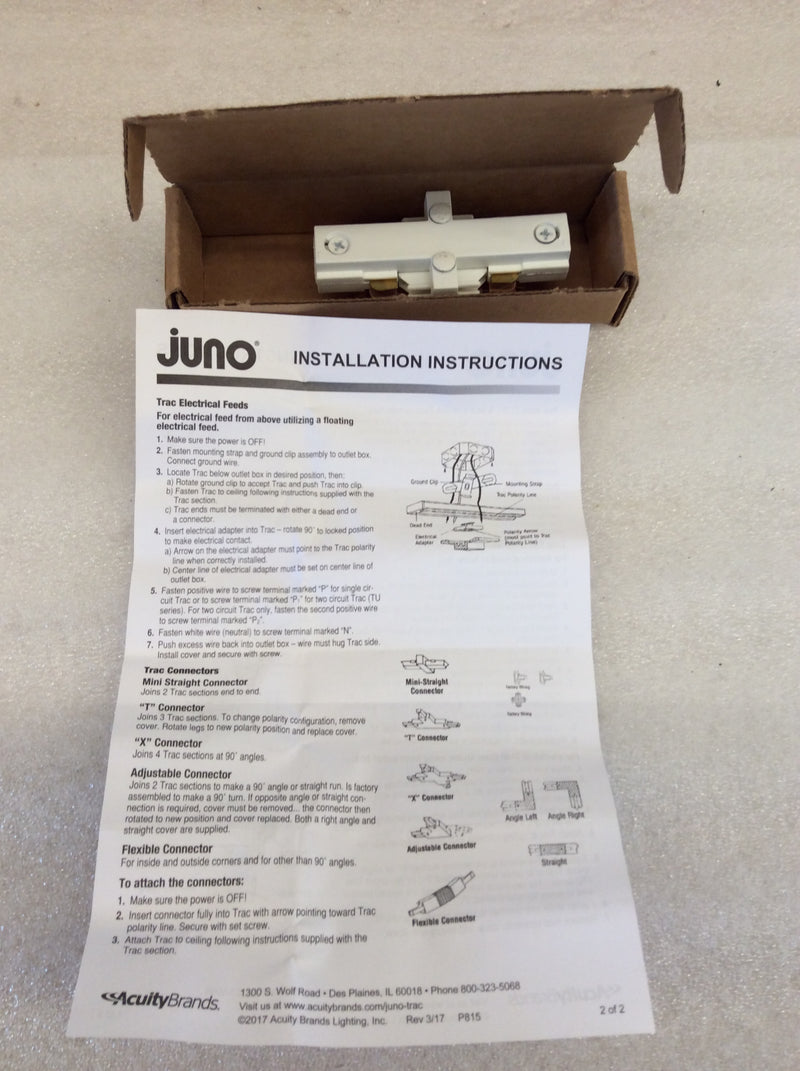 juno® INSTALLATION INSTRUCTIONS
Trac Electrical Feeds
For electrical feed from above utilizing a floating
electrical feed.
1. Make sure the power is OFF!
2. Fasten mounting strap and ground clip assembly to outlet box.
Connect ground wire.
3. Locate Trac below outlet box in desired position, then:
a) Rotate ground clip to accept Trac and push Trac into clip.
b) Fasten Trac to ceiling following instructions supplied with the
Trac section.
c) Trac ends must be terminated with either a dead end or
a connector.
4. Insert electrical adapter into Trac – rotate 90° to locked position
to make electrical contact.
a) Arrow on the electrical adapter must point to the Trac polarity
line when correctly installed.
b) Center line of electrical adapter must be set on center line of
outlet box.
5. Fasten positive wire to screw terminal marked "P" for single cir-
cuit Trac or to screw terminal marked "P₁" for two circuit Trac (TU
series). For two circuit Trac only, fasten the second positive wire
to screw terminal marked "P₂".
6. Fasten white wire (neutral) to screw terminal marked "N".
7. Push excess wire back into outlet box – wire must hug Trac side.
Install cover and secure with screw.
Ground Clip
Mounting Strap
Trac Polarity Line
Dead End
Electrical
Adapter
Polarity Arrow
(must point to Trac
Polarity Line)
Trac Connectors
Mini Straight Connector
Joins 2 Trac sections end to end.
"T" Connector
Joins 3 Trac sections. To change polarity configuration, remove
cover. Rotate legs to new polarity position and replace cover.
"X" Connector
Joins 4 Trac sections at 90° angles.
Adjustable Connector
Joins 2 Trac sections to make a 90° angle or straight run. Is factory
assembled to make a 90° turn. If opposite angle or straight con-
nection is required, cover must be removed... the connector then
rotated to new position and cover replaced. Both a right angle and
straight cover are supplied.
Flexible Connector
For inside and outside corners and for other than 90° angles.
To attach the connectors:
1. Make sure the power is OFF!
2. Insert connector fully into Trac with arrow pointing toward Trac
polarity line. Secure with set screw.
3. Attach Trac to ceiling following instructions supplied with the
Trac section.
Mini-Straight
Connector
Factory Wiring
Factory Wiring
"T" Connector
"X" Connector
Angle Left Angle Right
Adjustable Connector
Straight
Flexible Connector
AcuityBrands.
1300 S. Wolf Road • Des Plaines, IL 60018 • Phone 800-323-5068
Visit us at www.acuitybrands.com/juno-trac
©2017 Acuity Brands Lighting, Inc. Rev 3/17 P815
2 of 2